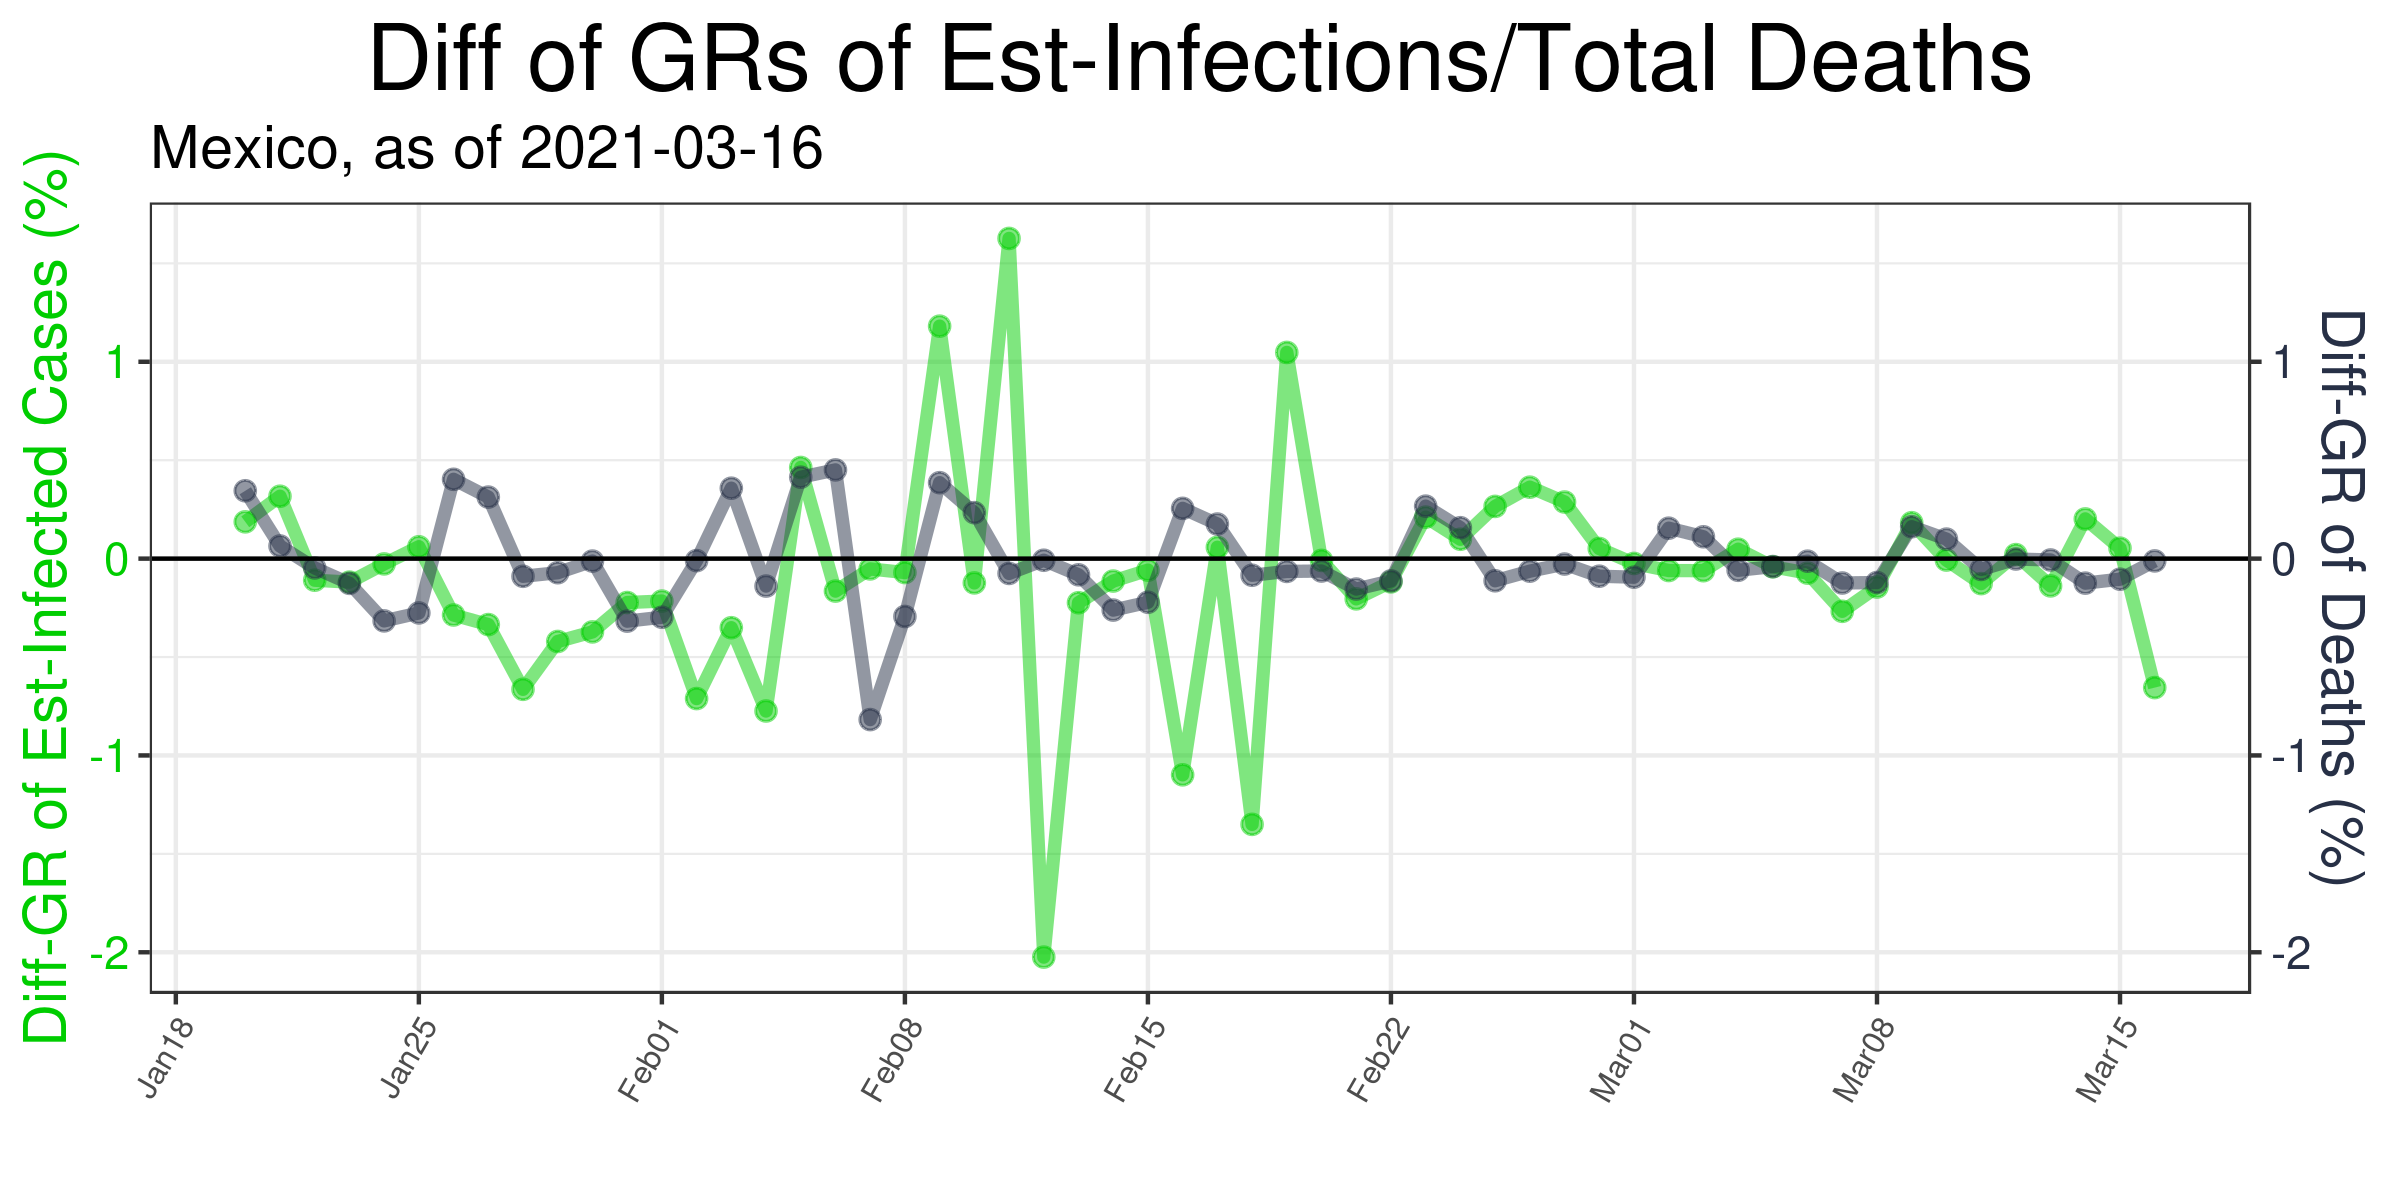 Diff of GRs of Est-Infections/Total Deaths
Mexico, as of 2021-03-16
Diff-GR of Est-Infected Cases (%)
1
0
-1
-2
1
0
-1
-2
Diff-GR of Deaths (%)
Jan18
Jan25
Feb01
Feb08
Feb15
Feb22
Mar01
Mar08
Mar15